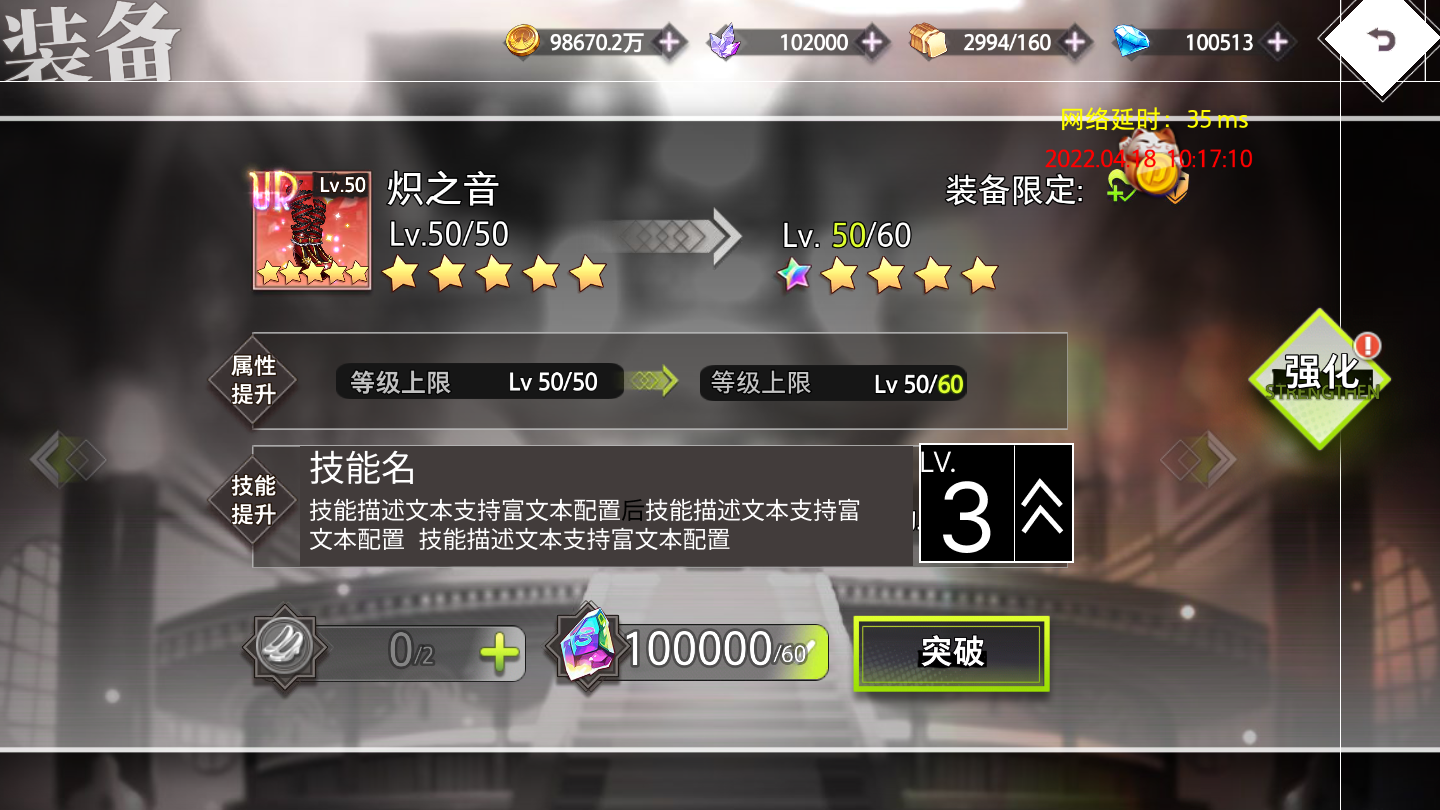 装备
98670.2万
102000
2994/160
100513
网络延时：35 ms
2022.04.18 10:17:10
UR
Lv.50
炽之音
Lv.50/50
装备限定:
Lv. 50/60
属性
提升
等级上限 Lv 50/50
等级上限 Lv 50/60
强化
STRENGTHEN
技能
提升
技能名
技能描述文本支持富文本配置后技能描述文本支持富
文本配置 技能描述文本支持富文本配置
LV.
3
0/2
100000/60
突破